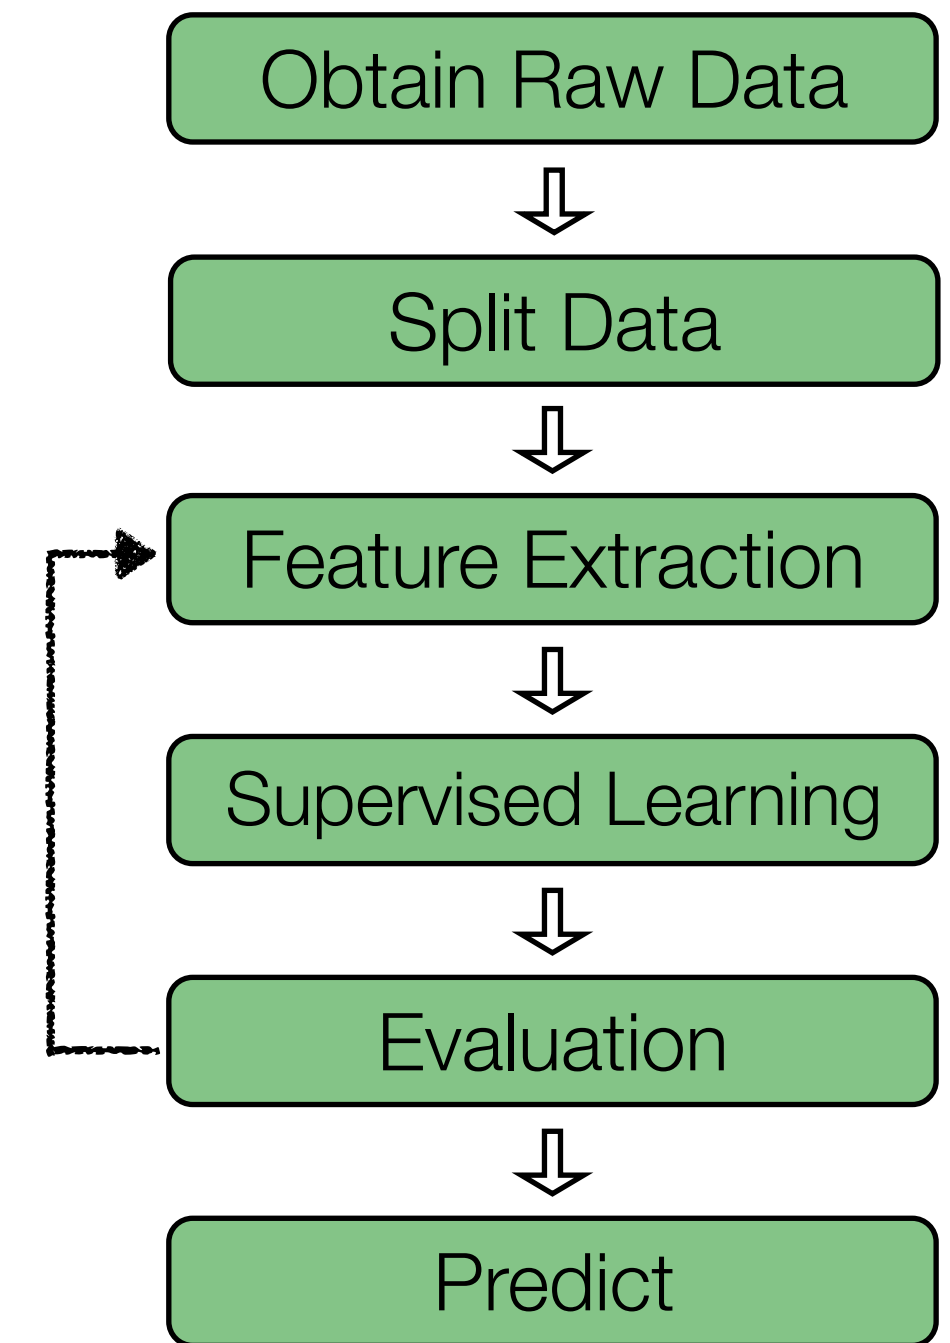 Obtain Raw Data
Split Data
Feature Extraction
Supervised Learning
Evaluation
Predict